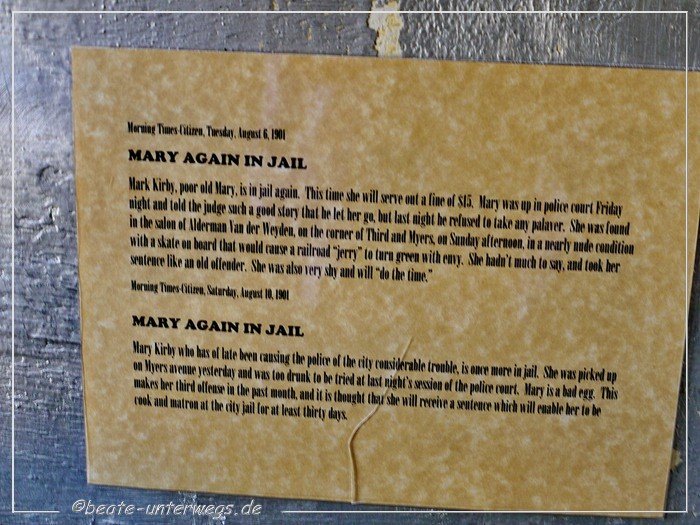 Morning Times-Citizen, Tuesday, August 6, 1901
MARY AGAIN IN JAIL
Mark Kirby, poor old Mary, is in jail again. This time she will serve out a fine of $15. Mary was up in police court Friday
night and told the judge such a good story that he let her go, but last night he refused to take any palaver. She was found
in the salon of Alderman Van der Weyden, on the corner of Third and Myers, on Sunday afternoon, in a nearly nude condition
with a skate on board that would cause a railroad "jerry" to turn green with envy. She hadn't much to say, and took her
sentence like an old offender. She was also very shy and will "do the time."
Morning Times-Citizen, Saturday, August 10, 1901
MARY AGAIN IN JAIL
Mary Kirby who has of late been causing the police of the city considerable trouble, is once more in jail. She was picked up
on Myers avenue yesterday and was too drunk to be tried at last night's session of the police court. Mary is a bad egg. This
makes her third offense in the past month, and it is thought that she will receive a sentence which will enable her to be
cook and matron at the city jail for at least thirty days.
©beate-unterwegs.de